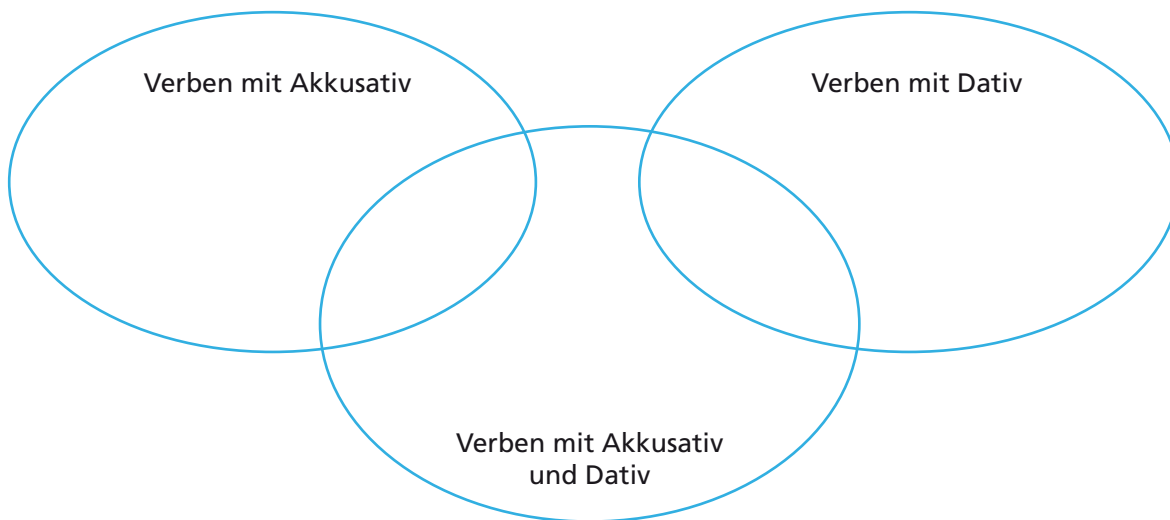 Verben mit Akkusativ
Verben mit Dativ
Verben mit Akkusativ
und Dativ